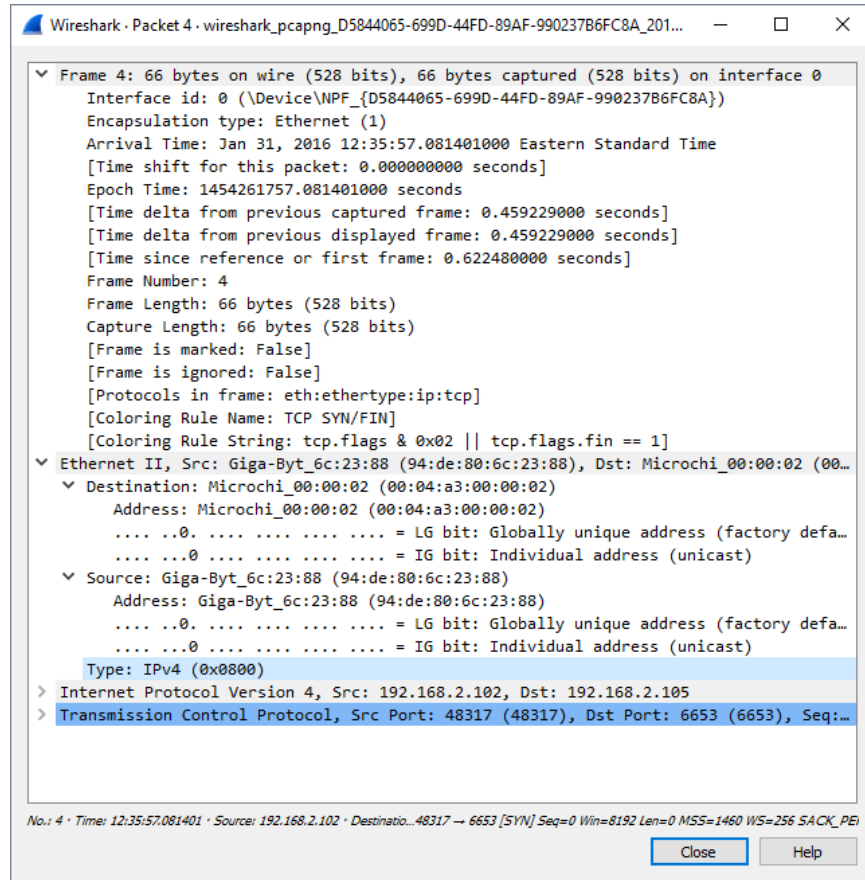 Wireshark · Packet 4 · wireshark_pcapng_D5844065-699D-44FD-89AF-990237B6FC8A_201...
Frame 4: 66 bytes on wire (528 bits), 66 bytes captured (528 bits) on interface 0
Interface id: 0 (\Device\NPF_{D5844065-699D-44FD-89AF-990237B6FC8A})
Encapsulation type: Ethernet (1)
Arrival Time: Jan 31, 2016 12:35:57.081401000 Eastern Standard Time
[Time shift for this packet: 0.000000000 seconds]
Epoch Time: 1454261757.081401000 seconds
[Time delta from previous captured frame: 0.459229000 seconds]
[Time delta from previous displayed frame: 0.459229000 seconds]
[Time since reference or first frame: 0.622480000 seconds]
Frame Number: 4
Frame Length: 66 bytes (528 bits)
Capture Length: 66 bytes (528 bits)
[Frame is marked: False]
[Frame is ignored: False]
[Protocols in frame: eth:ethertype:ip:tcp]
[Coloring Rule Name: TCP SYN/FIN]
[Coloring Rule String: tcp.flags & 0x02 || tcp.flags.fin == 1]
Ethernet II, Src: Giga-Byt_6c:23:88 (94:de:80:6c:23:88), Dst: Microchi_00:00:02 (00...
Destination: Microchi_00:00:02 (00:04:a3:00:00:02)
Address: Microchi_00:00:02 (00:04:a3:00:00:02)
.... ..0. .... .... .... .... = LG bit: Globally unique address (factory defa...
.... ...0 .... .... .... .... = IG bit: Individual address (unicast)
Source: Giga-Byt_6c:23:88 (94:de:80:6c:23:88)
Address: Giga-Byt_6c:23:88 (94:de:80:6c:23:88)
.... ..0. .... .... .... .... = LG bit: Globally unique address (factory defa...
.... ...0 .... .... .... .... = IG bit: Individual address (unicast)
Type: IPv4 (0x0800)
Internet Protocol Version 4, Src: 192.168.2.102, Dst: 192.168.2.105
Transmission Control Protocol, Src Port: 48317 (48317), Dst Port: 6653 (6653), Seq:...
No.: 4 · Time: 12:35:57.081401 · Source: 192.168.2.102 · Destinatio...48317 → 6653 [SYN] Seq=0 Win=8192 Len=0 MSS=1460 WS=256 SACK_PE
Close Help